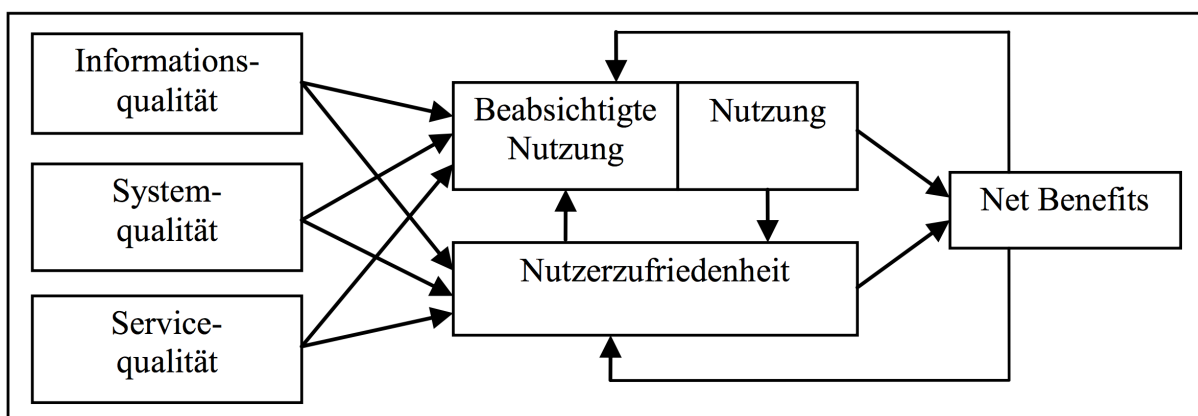 Informations-
qualität
System-
qualität
Service-
qualität
Beabsichtigte
Nutzung
Nutzung
Nutzerzufriedenheit
Net Benefits